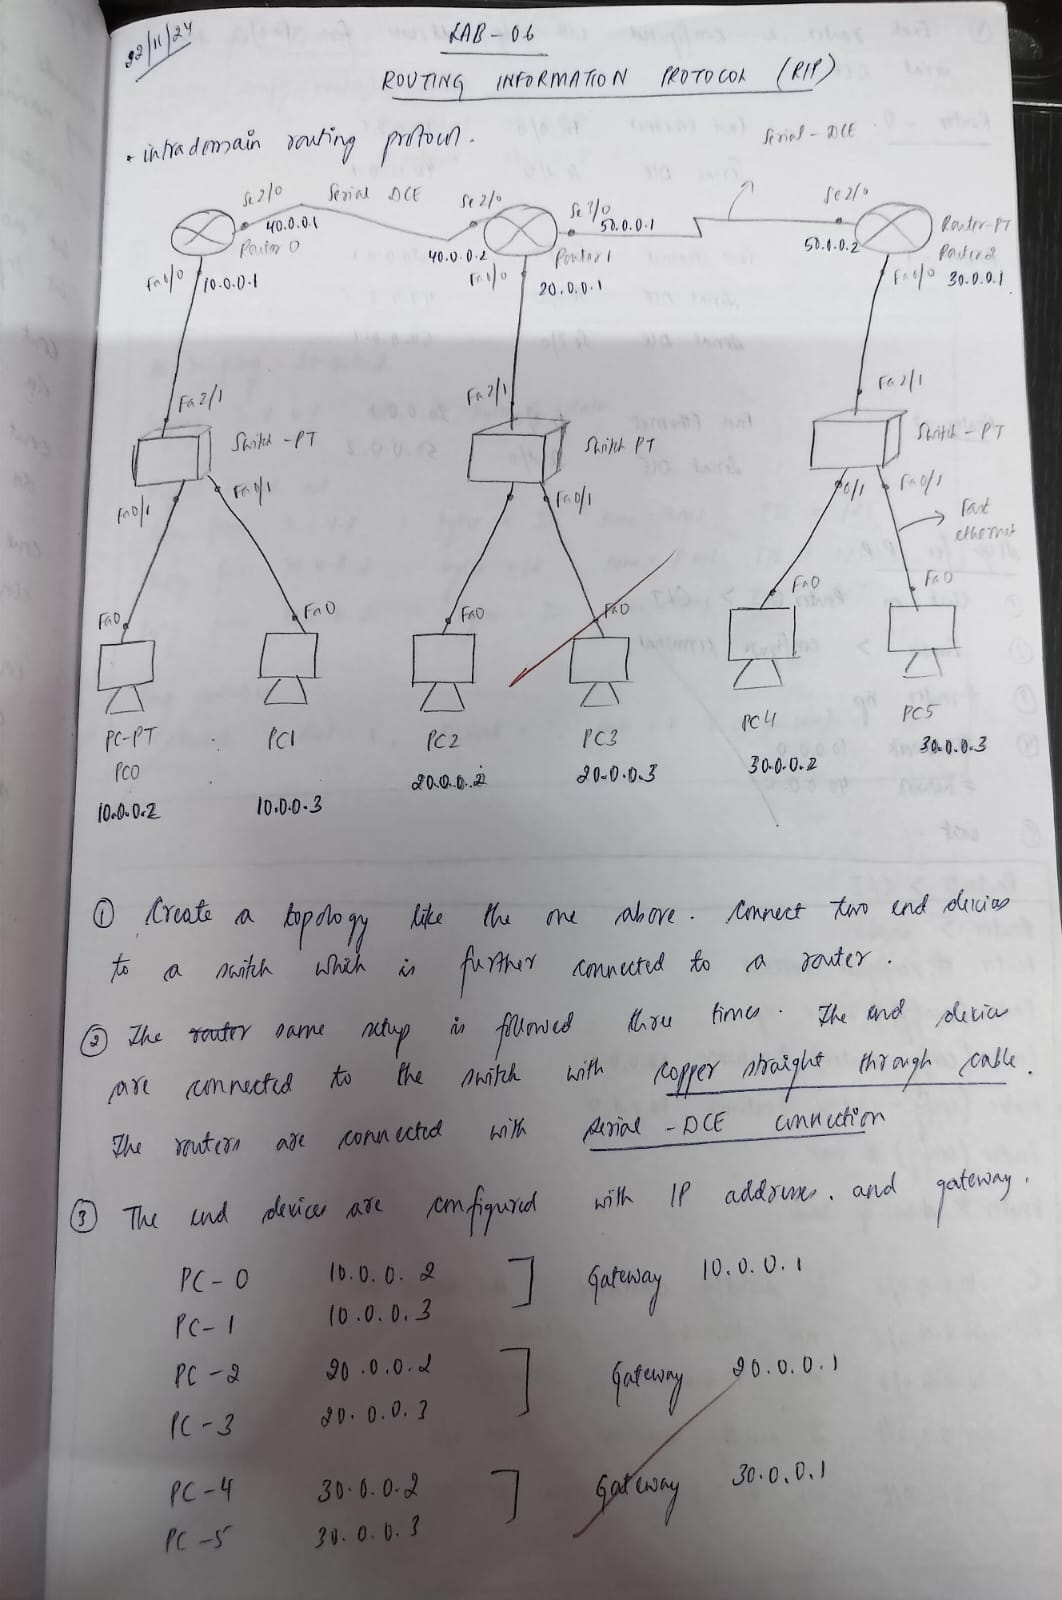 LAB - 06
ROUTING INFORMATION PROTOCOL (RIP)
• intradomain routing protocol.
Serial - DCE
Se2/0 Serial DCE Se2/0 Se2/0
40.0.0.1 50.0.0.1
Router 0 40.0.0.2 Router 1 50.0.0.2 Router-PT
Router 2
Fa0/0 10.0.0.1 Fa0/0 20.0.0.1 Fa0/0 30.0.0.1
Fa2/1 Fa2/1 Fa2/1
Switch - PT Switch PT Switch - PT
Fa0/1 Fa0/1 Fa0/1 0/1 Fa0/1
Fast
ethernet
Fa0 Fa0 Fa0 Fa0 Fa0 Fa0
PC-PT PC1 PC2 PC3 PC4 PC5
PC0
10.0.0.2 10.0.0.3 20.0.0.2 20.0.0.3 30.0.0.2 30.0.0.3
① Create a topology like the one above. Connect two end devices
to a switch which is further connected to a router.
② The router same setup is followed three times. The end devices
are connected to the switch with copper straight through cable.
The routers are connected with serial - DCE connection
③ The end devices are configured with IP addresses. and gateway.
PC - 0 10.0.0.2 ] Gateway 10.0.0.1
PC - 1 10.0.0.3
PC - 2 20.0.0.2 ] Gateway 20.0.0.1
PC - 3 20.0.0.3
PC - 4 30.0.0.2 ] Gateway 30.0.0.1
PC - 5 30.0.0.3